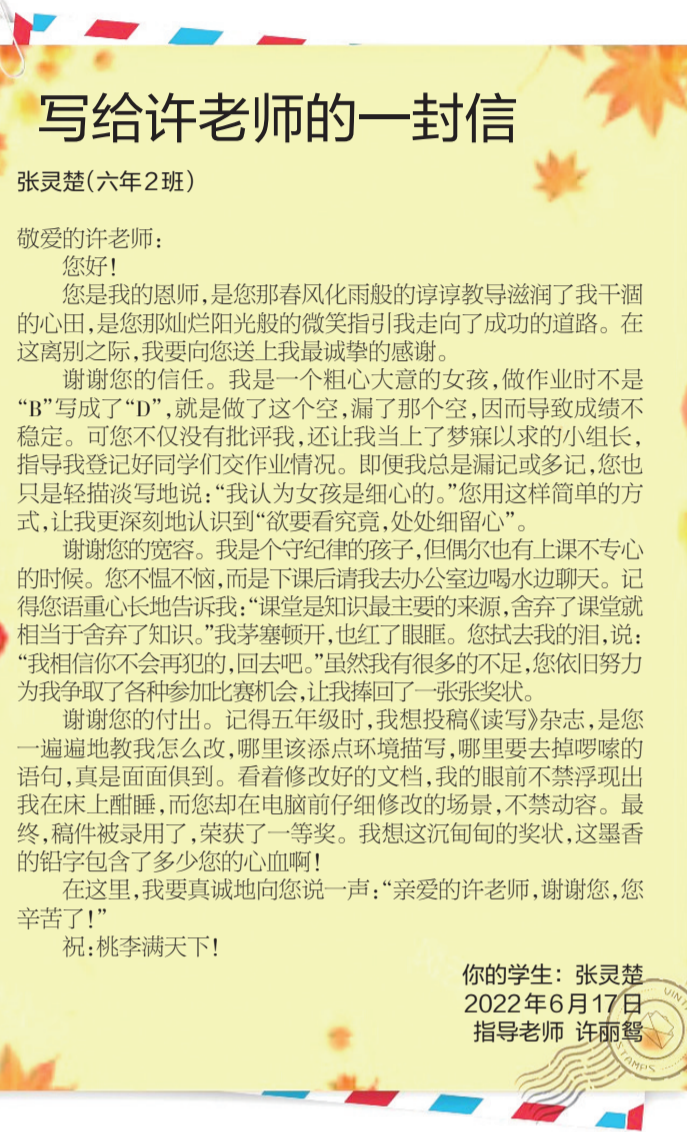 写给许老师的一封信
张灵楚(六年2班)
敬爱的许老师:
您好!
您是我的恩师,是您那春风化雨般的谆谆教导滋润了我干涸
的心田,是您那灿烂阳光般的微笑指引我走向了成功的道路。在
这离别之际,我要向您送上我最诚挚的感谢。
谢谢您的信任。我是一个粗心大意的女孩,做作业时不是
“B”写成了“D”,就是做了这个空,漏了那个空,因而导致成绩不
稳定。可您不仅没有批评我,还让我当上了梦寐以求的小组长,
指导我登记好同学们交作业情况。即便我总是漏记或多记,您也
只是轻描淡写地说:“我认为女孩是细心的。”您用这样简单的方
式,让我更深刻地认识到“欲要看究竟,处处细留心”。
谢谢您的宽容。我是个守纪律的孩子,但偶尔也有上课不专心
的时候。您不愠不恼,而是下课后请我去办公室边喝水边聊天。记
得您语重心长地告诉我:“课堂是知识最主要的来源,舍弃了课堂就
相当于舍弃了知识。”我茅塞顿开,也红了眼眶。您拭去我的泪,说:
“我相信你不会再犯的,回去吧。”虽然我有很多的不足,您依旧努力
为我争取了各种参加比赛机会,让我捧回了一张张奖状。
谢谢您的付出。记得五年级时,我想投稿《读写》杂志,是您
一遍遍地教我怎么改,哪里该添点环境描写,哪里要去掉啰嗦的
语句,真是面面俱到。看着修改好的文档,我的眼前不禁浮现出
我在床上酣睡,而您却在电脑前仔细修改的场景,不禁动容。最
终,稿件被录用了,荣获了一等奖。我想这沉甸甸的奖状,这墨香
的铅字包含了多少您的心血啊!
在这里,我要真诚地向您说一声:“亲爱的许老师,谢谢您,您
辛苦了!”
祝:桃李满天下!
你的学生:张灵楚
2022年6月17日
指导老师 许丽鸳
STAMPS